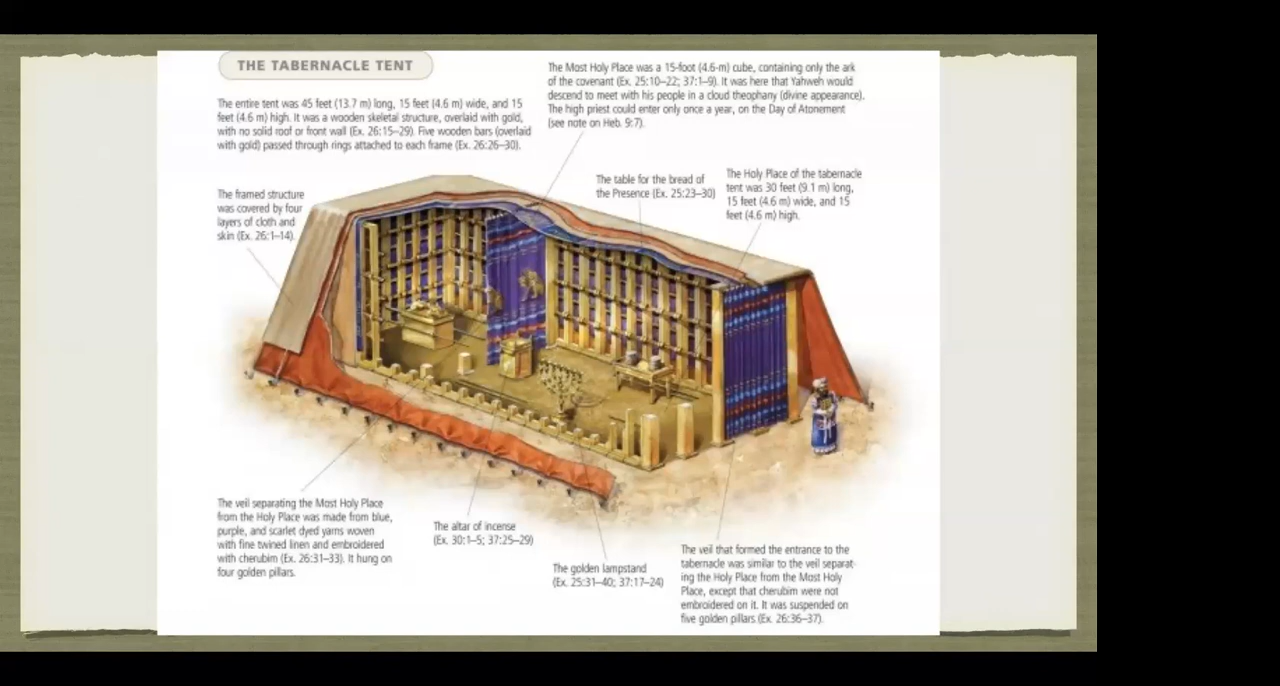 THE TABERNACLE TENT
The entire tent was 45 feet (13.7 m) long, 15 feet (4.6 m) wide, and 15
feet (4.6 m) high. It was a wooden skeletal structure, overlaid with gold,
with no solid roof or front wall (Ex. 26:15–29). Five wooden bars (overlaid
with gold) passed through rings attached to each frame (Ex. 26:26–30).
The Most Holy Place was a 15-foot (4.6-m) cube, containing only the ark
of the covenant (Ex. 25:10–22; 37:1–9). It was here that Yahweh would
descend to meet with his people in a cloud theophany (divine appearance).
The high priest could enter only once a year, on the Day of Atonement
(see note on Heb. 9:7).
The framed structure
was covered by four
layers of cloth and
skin (Ex. 26:1–14).
The table for the bread of
the Presence (Ex. 25:23–30)
The Holy Place of the tabernacle
tent was 30 feet (9.1 m) long,
15 feet (4.6 m) wide, and 15
feet (4.6 m) high.
The veil separating the Most Holy Place
from the Holy Place was made from blue,
purple, and scarlet dyed yarns woven
with fine twined linen and embroidered
with cherubim (Ex. 26:31–33). It hung on
four golden pillars.
The altar of incense
(Ex. 30:1–5; 37:25–29)
The golden lampstand
(Ex. 25:31–40; 37:17–24)
The veil that formed the entrance to the
tabernacle was similar to the veil separat-
ing the Holy Place from the Most Holy
Place, except that cherubim were not
embroidered on it. It was suspended on
five golden pillars (Ex. 26:36–37).